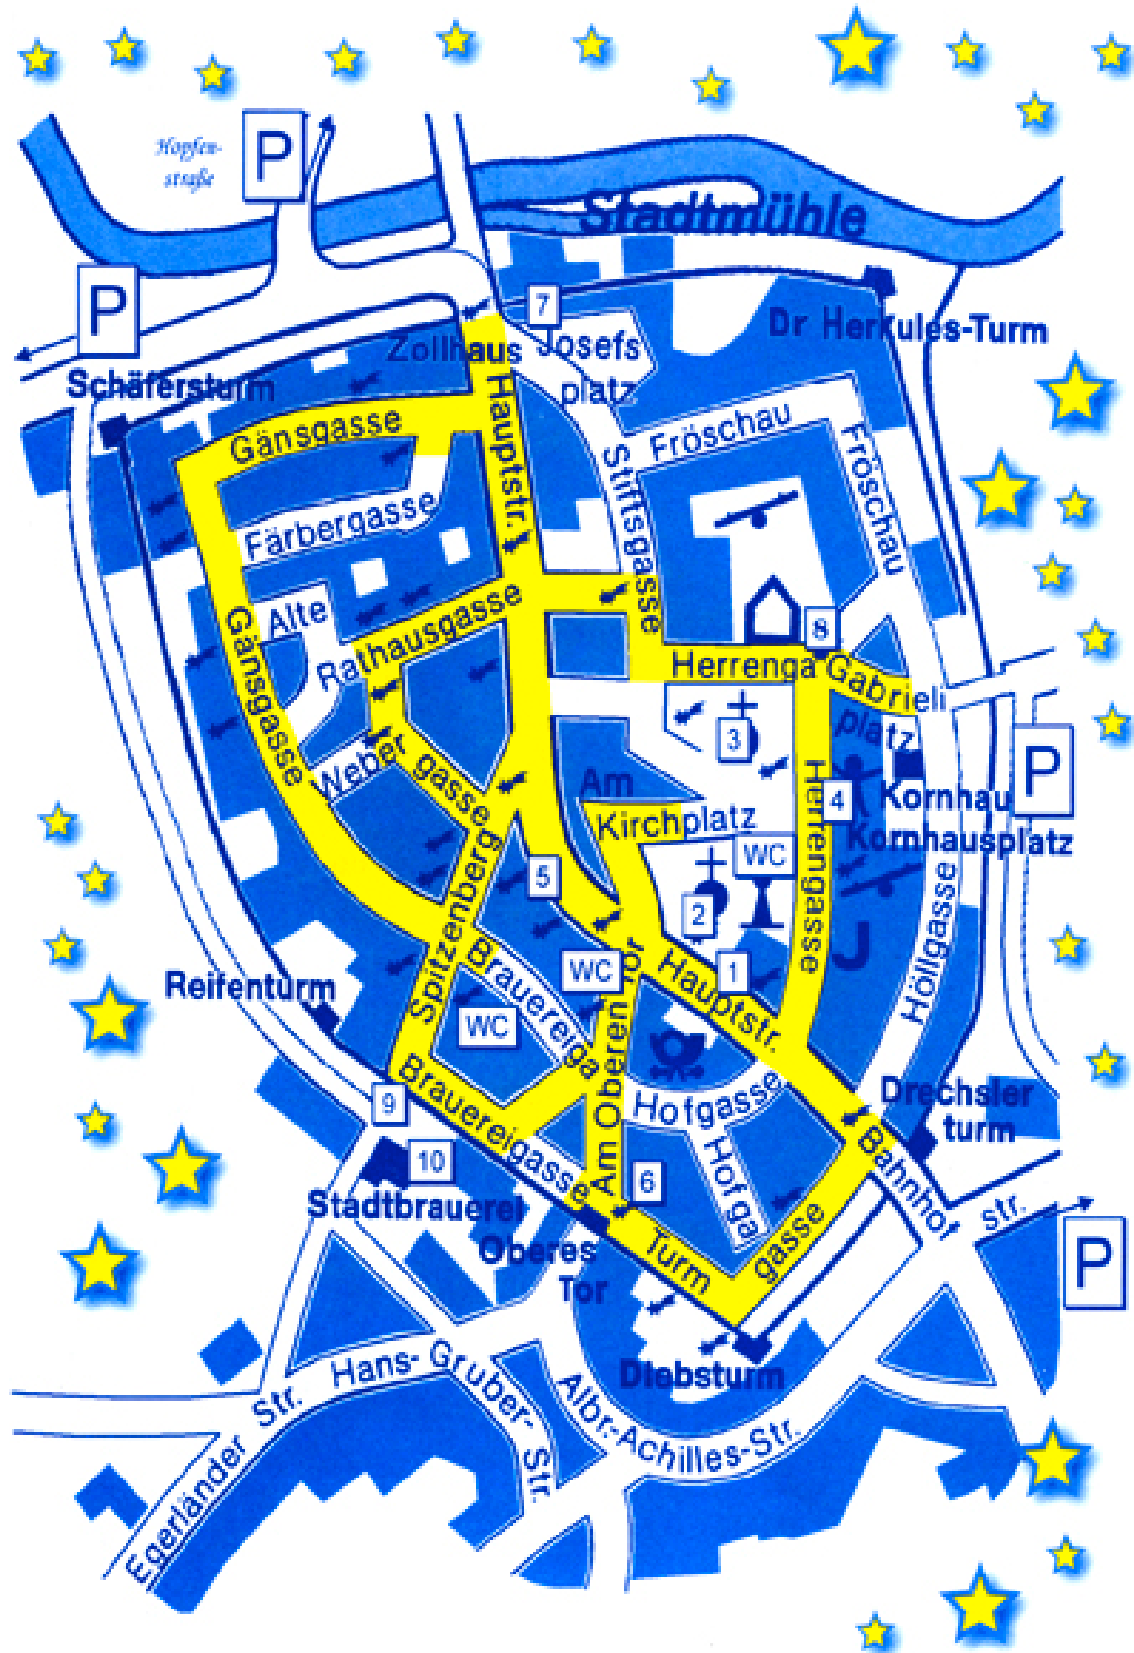 P
Hopfen-
straße
Stadtmühle
P
7
Dr Herkules-Turm
Zollhaus
Josefs
platz
Schäfersturm
Hauptstr.
Gänsgasse
Fröschau
Fröschau
Stiftsgasse
Färbergasse
Alte
Rathausgasse
Gänsgasse
8
Herrenga
Gabrieli
platz
3
Weber
gasse
P
Am
Kirchplatz
4
Kornhau
Kornhausplatz
Herrengasse
WC
5
Spitzenberg
2
Höllgasse
J
Brauereiga
WC
1
Hauptstr.
Reifenturm
WC
Am Oberen Tor
Brauereigasse
9
Hofgasse
Hofga
Drechsler
turm
10
6
Bahnhof
str.
Stadtbrauerei
Oberes
Tor
Turm
gasse
P
Diebsturm
Hans-Gruber-
Str.
Str.
Albr.-Achilles-Str.
Egerländer